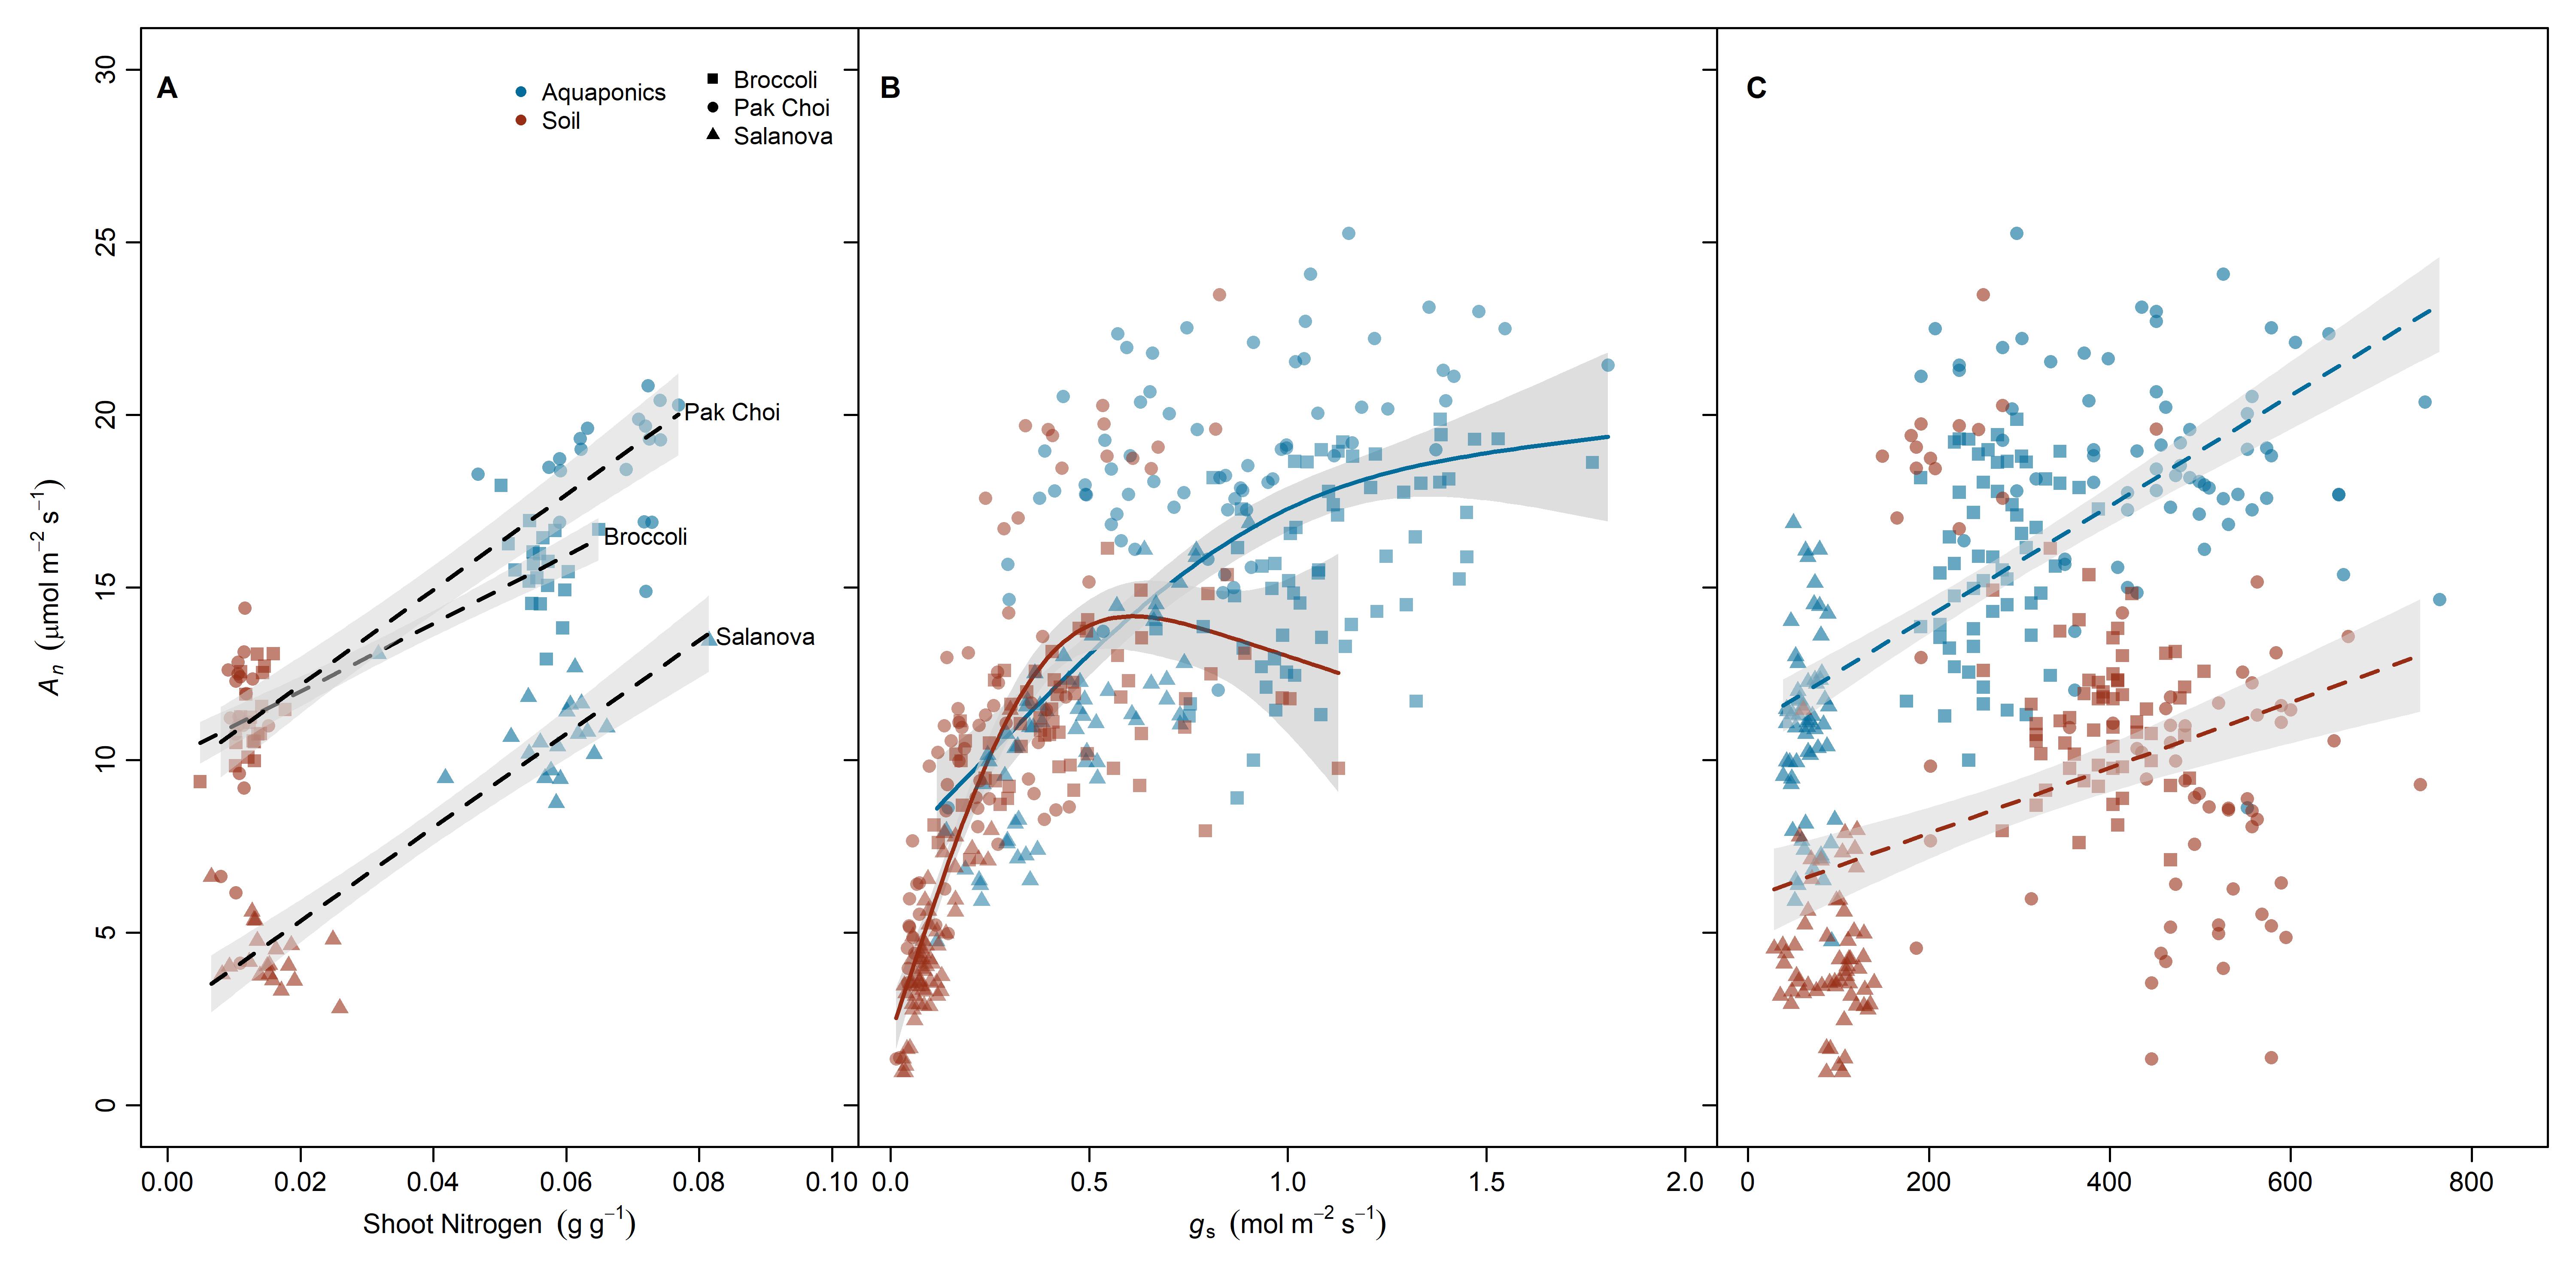 A
Aquaponics
Soil
Broccoli
Pak Choi
Salanova
B
C
30
25
20
15
10
5
0
Aₙ (μmol m⁻² s⁻¹)
Pak Choi
Broccoli
Salanova
0.00 0.02 0.04 0.06 0.08 0.10
0.0 0.5 1.0 1.5 2.0
0 200 400 600 800
Shoot Nitrogen (g g⁻¹)
gₛ (mol m⁻² s⁻¹)